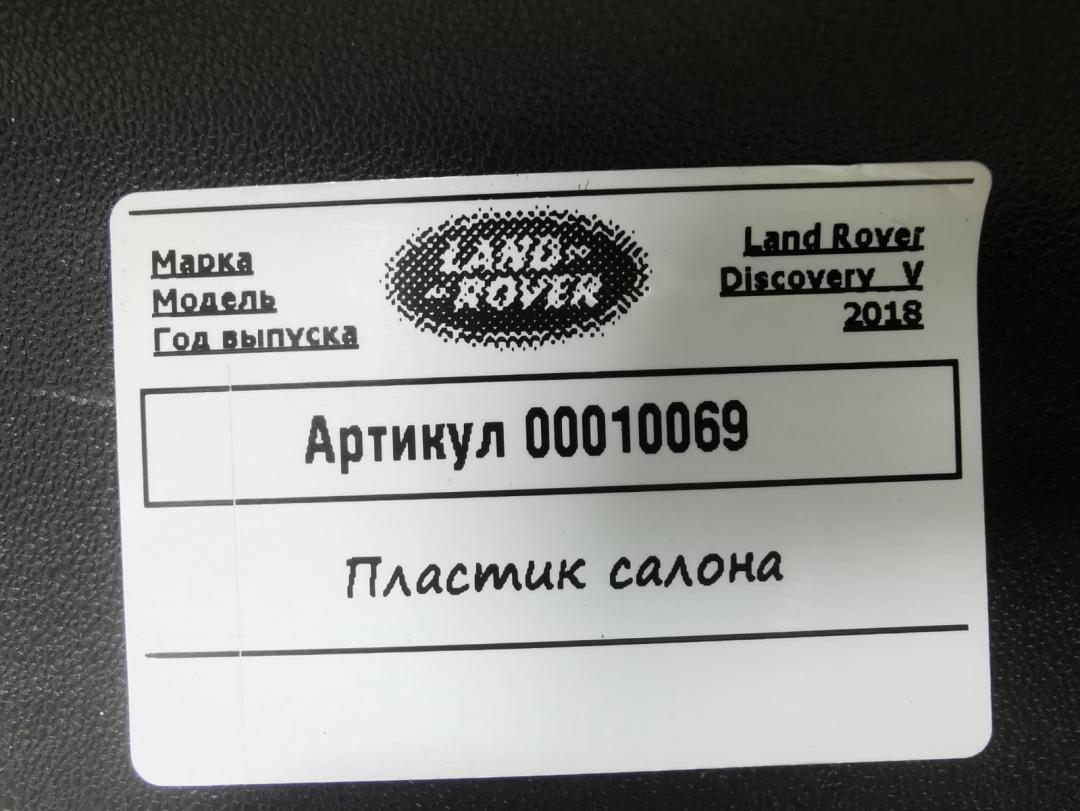 Марка
Модель
Год выпуска
LAND-
-ROVER
Land Rover
Discovery V
2018
Артикул 00010069
Пластик салона